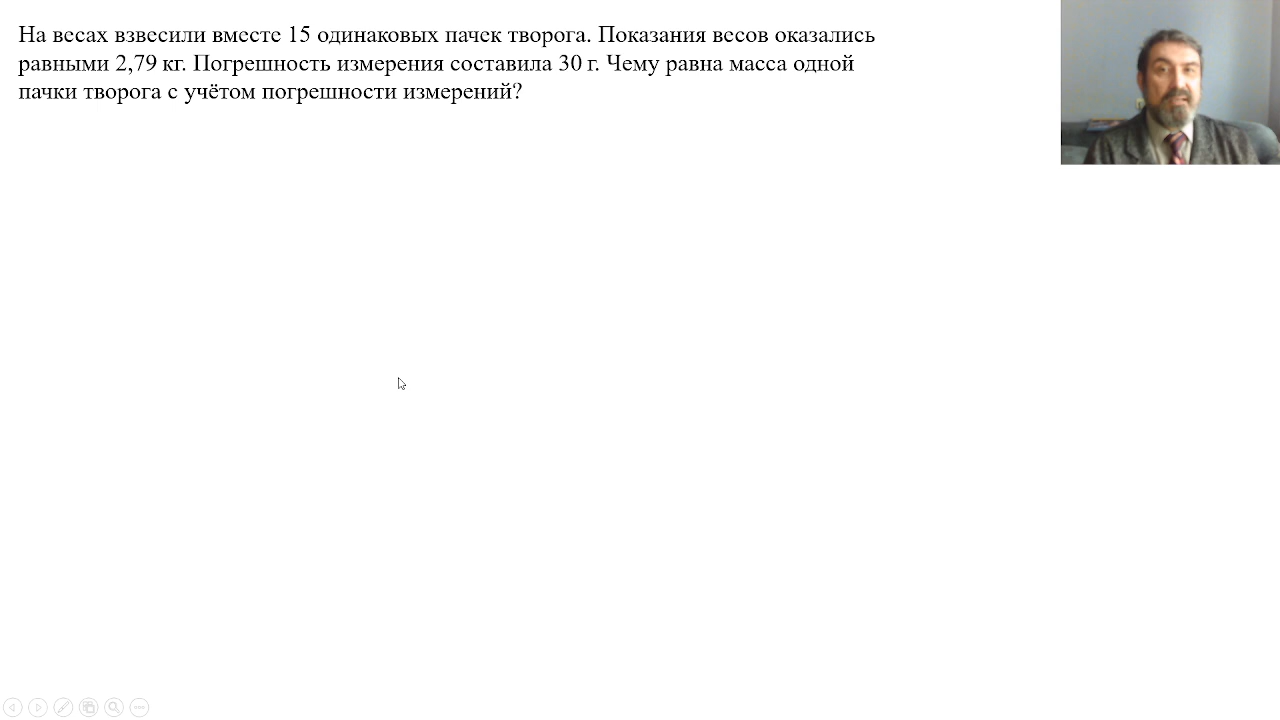 На весах взвесили вместе 15 одинаковых пачек творога. Показания весов оказались
равными 2,79 кг. Погрешность измерения составила 30 г. Чему равна масса одной
пачки творога с учётом погрешности измерений?